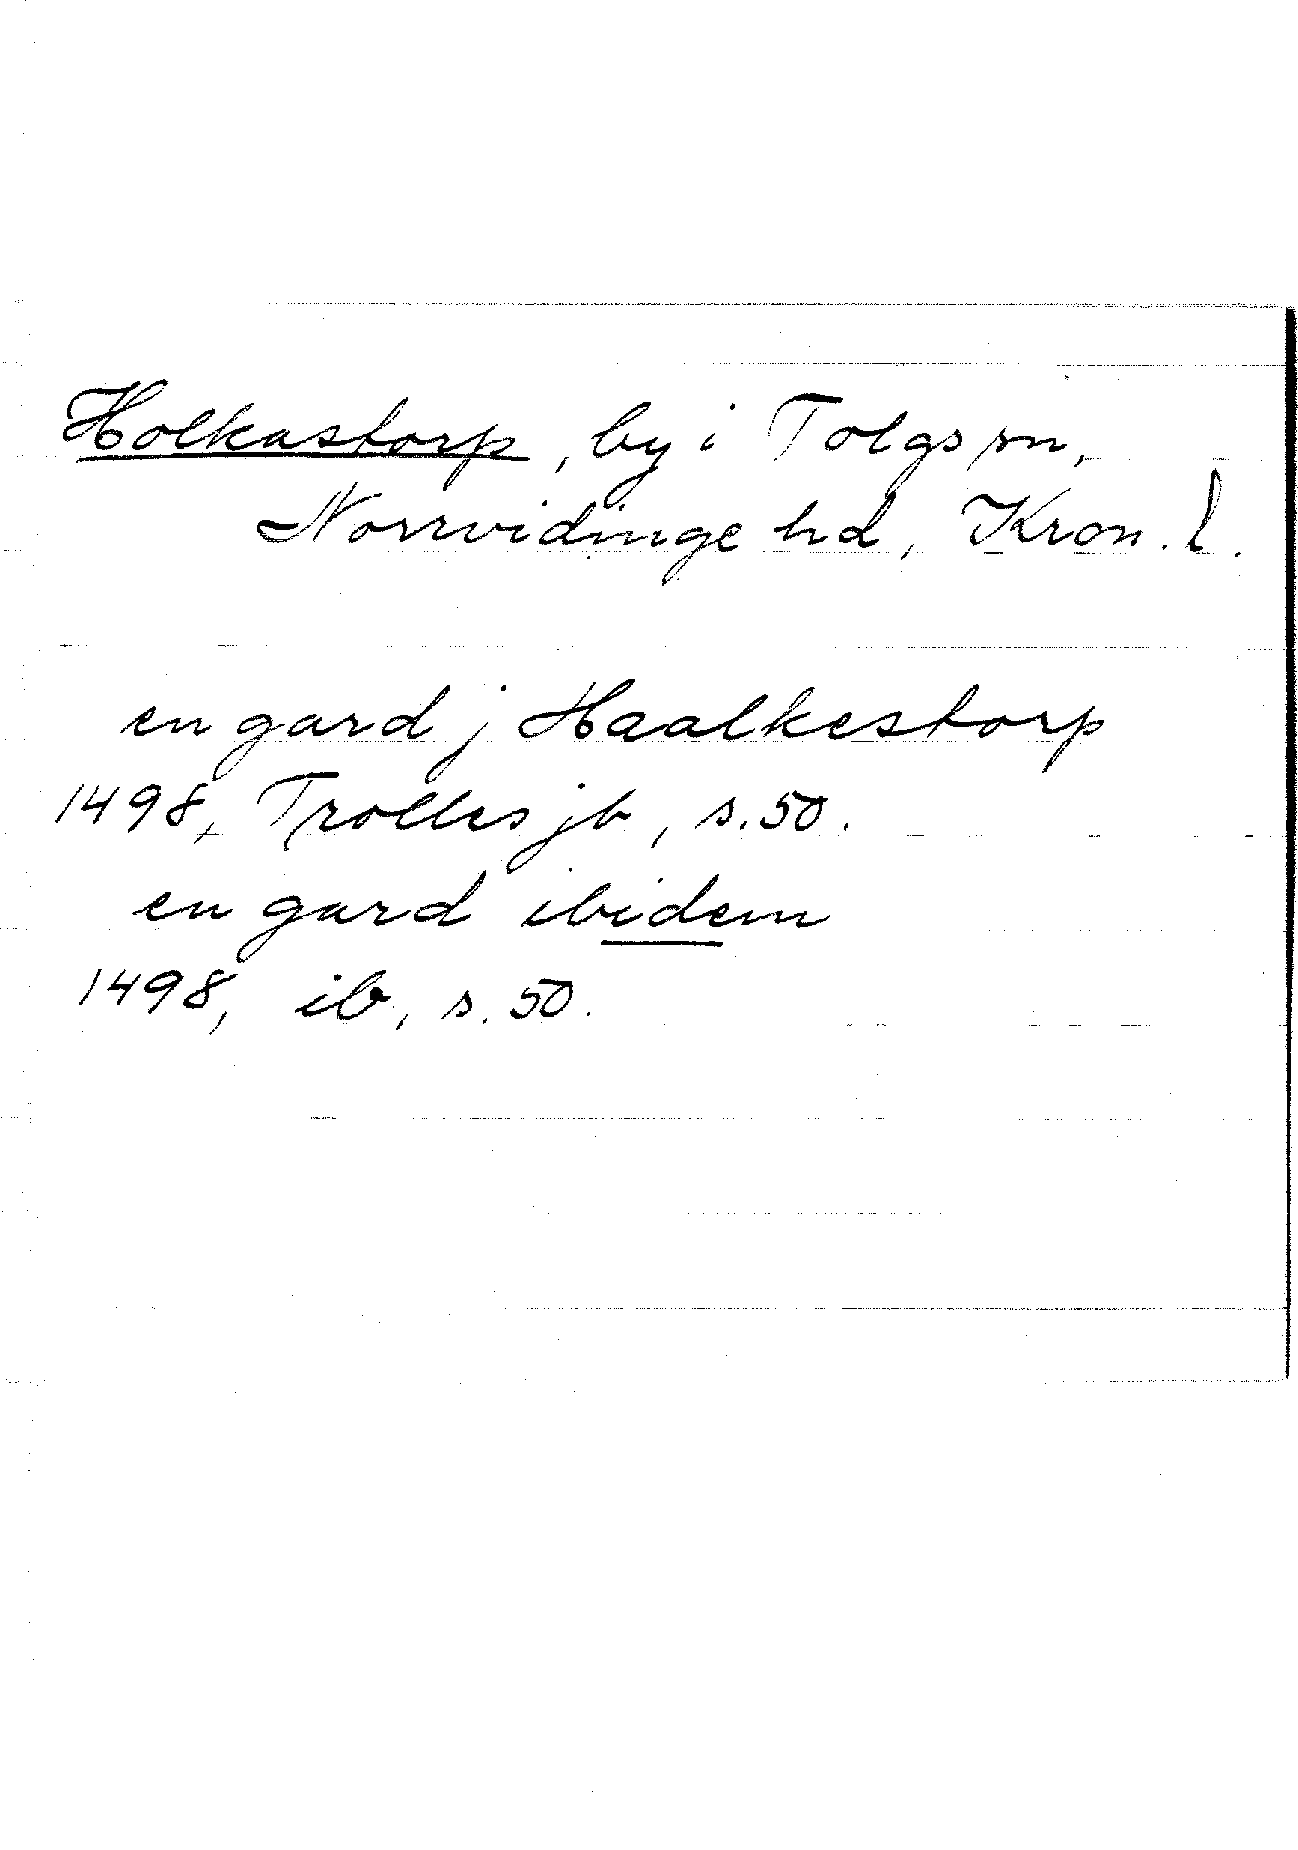 Holkastorp, by i Tolgs sn,
Norrvidinge hd, Kron. l.
en gard j Haalkestorp
1498, Trolles jb, s. 50.
en gard ibidem
1498, ib, s. 50.